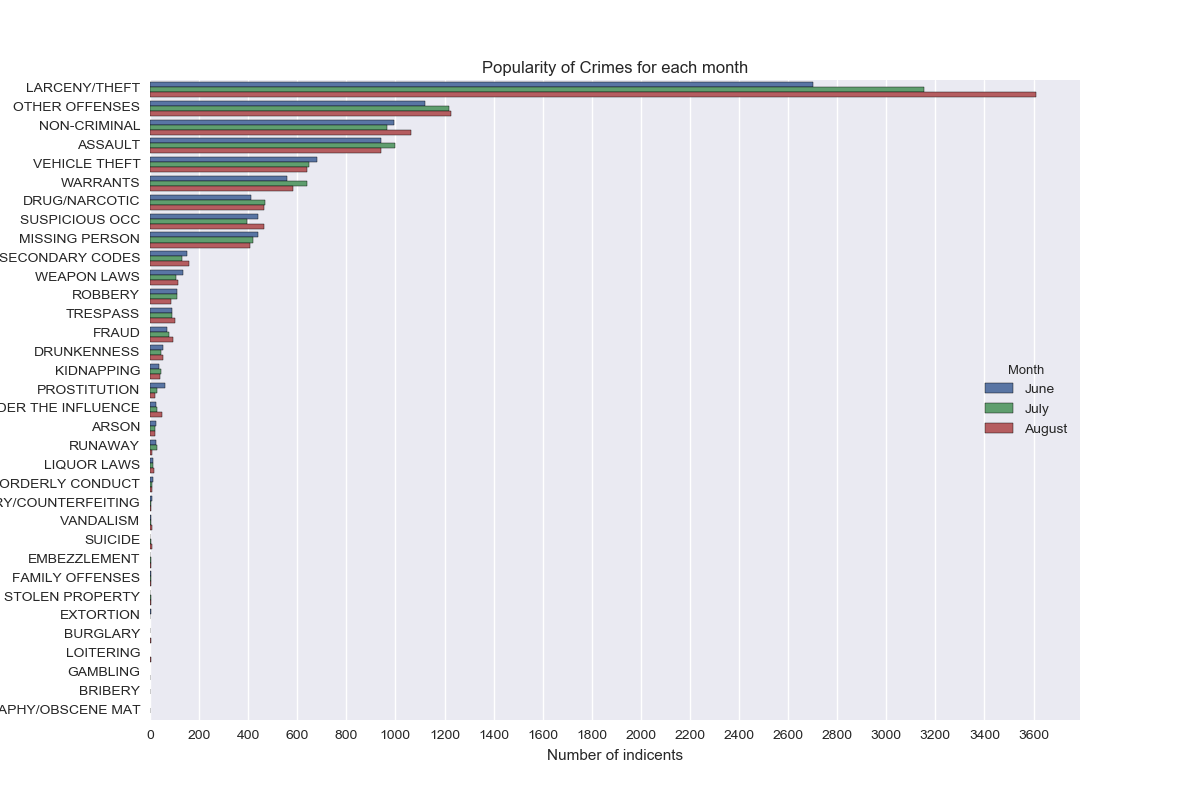 Popularity of Crimes for each month
LARCENY/THEFT
OTHER OFFENSES
NON-CRIMINAL
ASSAULT
VEHICLE THEFT
WARRANTS
DRUG/NARCOTIC
SUSPICIOUS OCC
MISSING PERSON
SECONDARY CODES
WEAPON LAWS
ROBBERY
TRESPASS
FRAUD
DRUNKENNESS
KIDNAPPING
PROSTITUTION
DER THE INFLUENCE
ARSON
RUNAWAY
LIQUOR LAWS
ORDERLY CONDUCT
RY/COUNTERFEITING
VANDALISM
SUICIDE
EMBEZZLEMENT
FAMILY OFFENSES
STOLEN PROPERTY
EXTORTION
BURGLARY
LOITERING
GAMBLING
BRIBERY
APHY/OBSCENE MAT
Month
June
July
August
0 200 400 600 800 1000 1200 1400 1600 1800 2000 2200 2400 2600 2800 3000 3200 3400 3600
Number of indicents